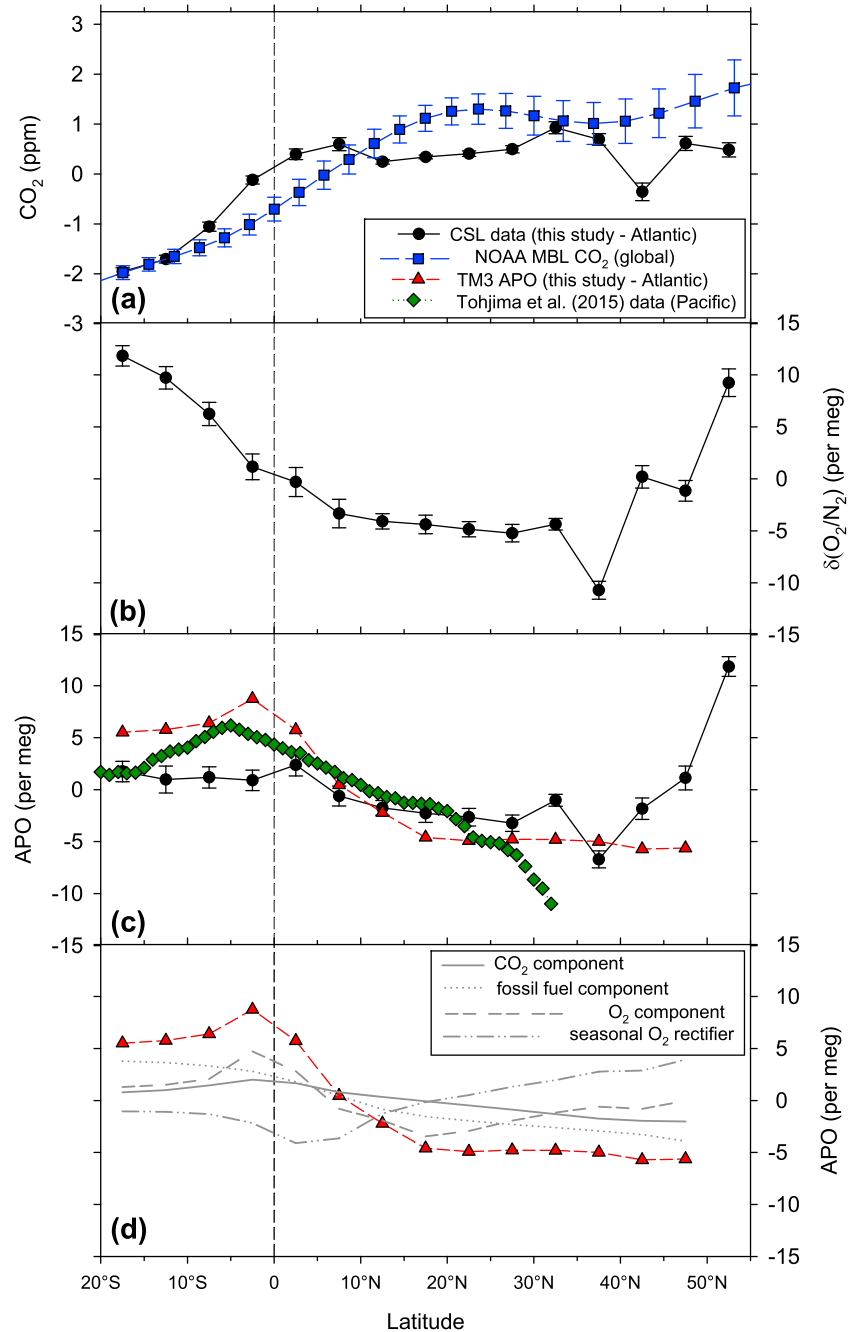 3
2
1
0
-1
-2
-3
CO2 (ppm)
CSL data (this study - Atlantic)
NOAA MBL CO2 (global)
TM3 APO (this study - Atlantic)
Tohjima et al. (2015) data (Pacific)
(a)
15
10
5
0
-5
-10
-15
δ(O2/N2) (per meg)
(b)
15
10
5
0
-5
-10
-15
APO (per meg)
(c)
CO2 component
fossil fuel component
O2 component
seasonal O2 rectifier
15
10
5
0
-5
-10
-15
APO (per meg)
(d)
20°S 10°S 0 10°N 20°N 30°N 40°N 50°N
Latitude